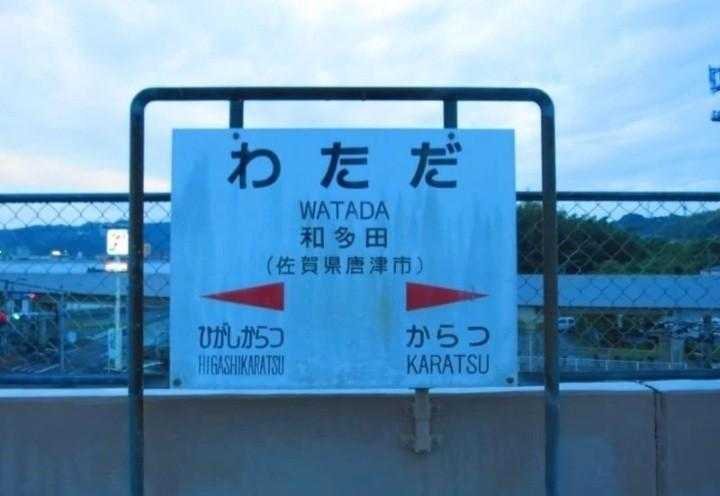 わただ
WATADA
和多田
(佐賀県唐津市)
ひがしからつ からつ
HIGASHIKARATSU KARATSU